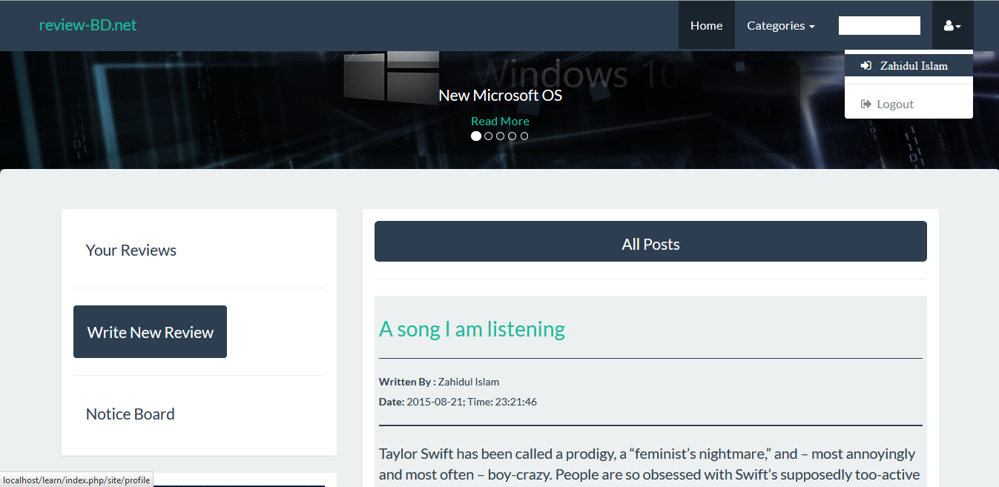 review-BD.net
Home
Categories
Zahidul Islam
Logout
Windows 10
New Microsoft OS
Read More
Your Reviews
Write New Review
Notice Board
All Posts
A song I am listening
Written By : Zahidul Islam
Date: 2015-08-21; Time: 23:21:46
Taylor Swift has been called a prodigy, a “feminist’s nightmare,” and – most annoyingly
and most often – boy-crazy. People are so obsessed with Swift’s supposedly too-active
localhost/learn/index.php/site/profile